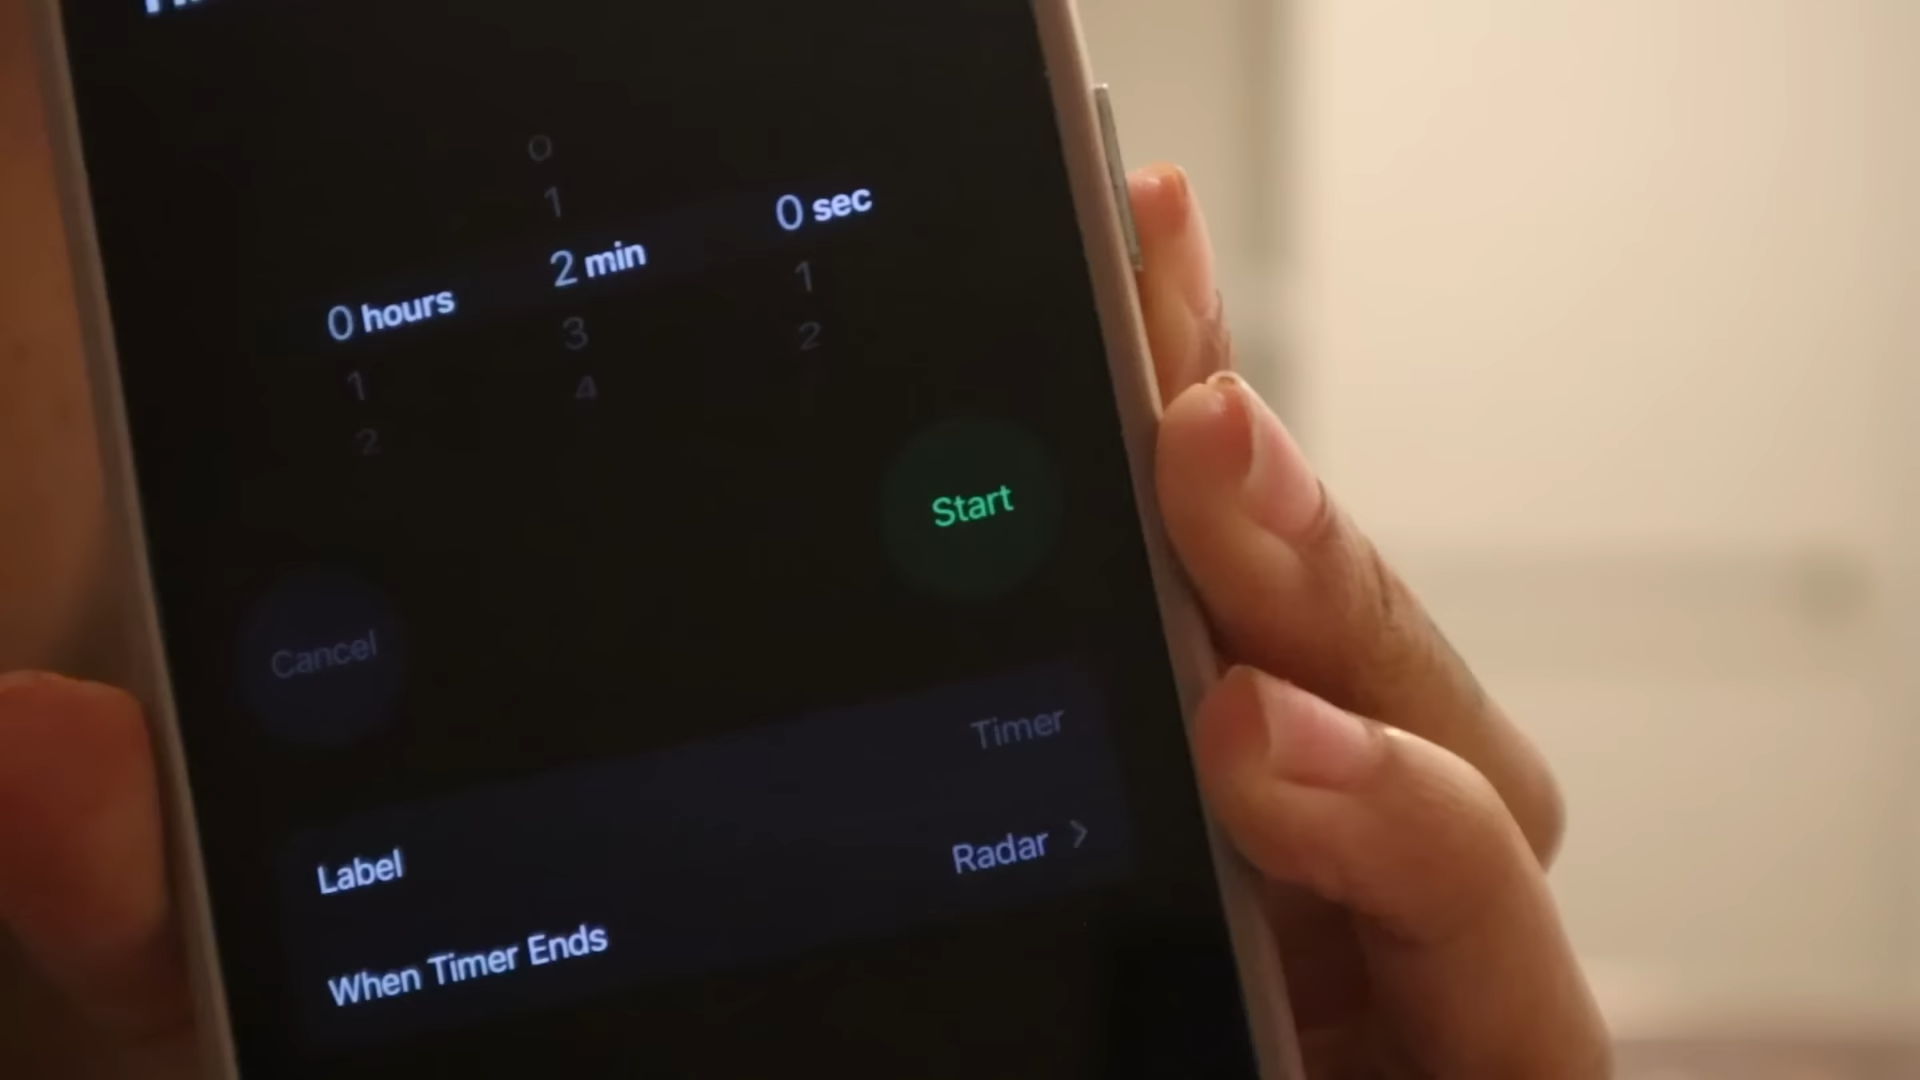 0
1
0 hours 2 min 0 sec
1 3 1
2 4 2
Start
Cancel
Label Timer
When Timer Ends Radar